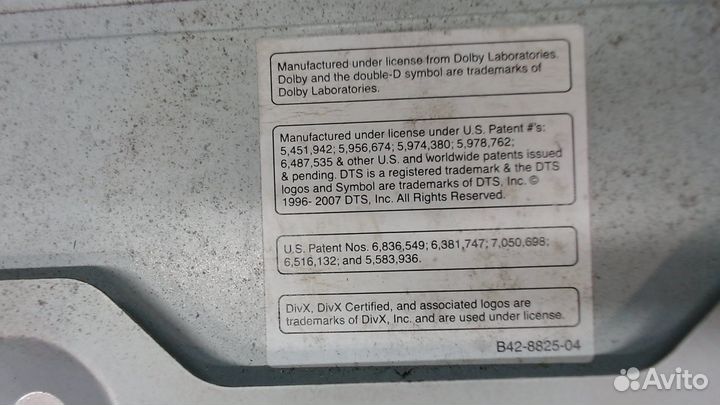 Manufactured under license from Dolby Laboratories.
Dolby and the double-D symbol are trademarks of
Dolby Laboratories.
Manufactured under license under U.S. Patent #'s:
5,451,942; 5,956,674; 5,974,380; 5,978,762;
6,487,535 & other U.S. and worldwide patents issued
& pending. DTS is a registered trademark & the DTS
logos and Symbol are trademarks of DTS, Inc. ©
1996- 2007 DTS, Inc. All Rights Reserved.
U.S. Patent Nos. 6,836,549; 6,381,747; 7,050,698;
6,516,132; and 5,583,936.
DivX, DivX Certified, and associated logos are
trademarks of DivX, Inc. and are used under license.
B42-8825-04
Avito